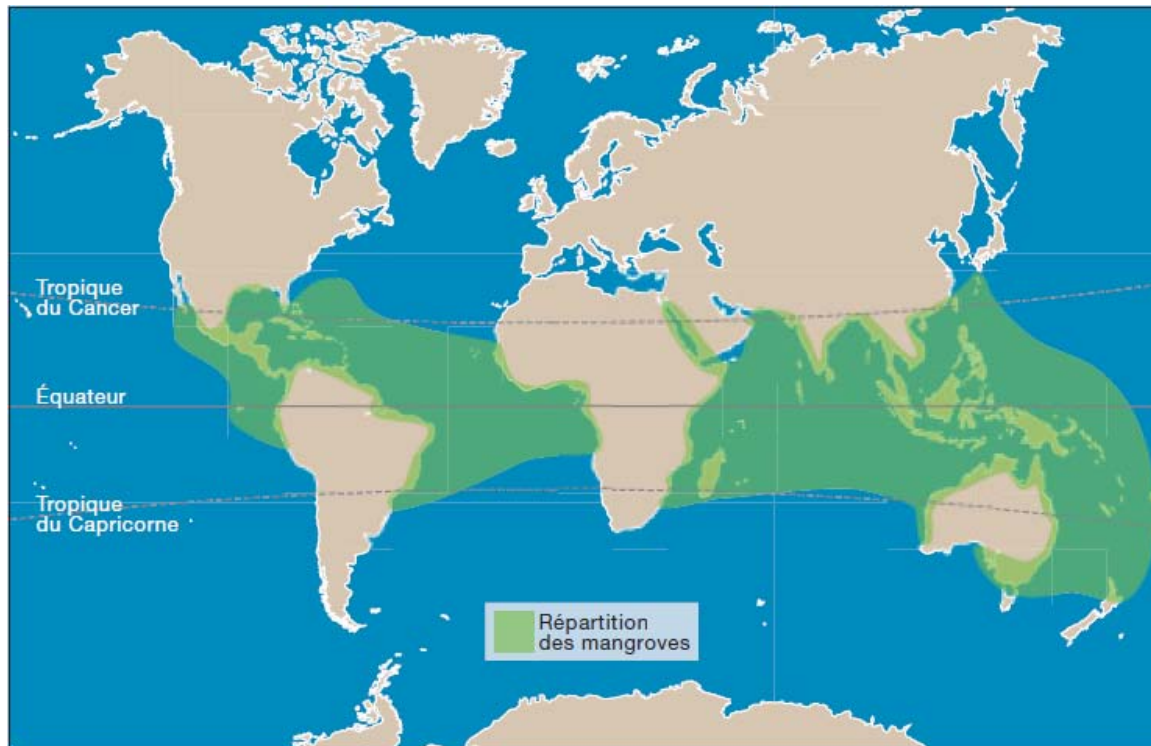 Tropique
du Cancer
Équateur
Tropique
du Capricorne
Répartition
des mangroves